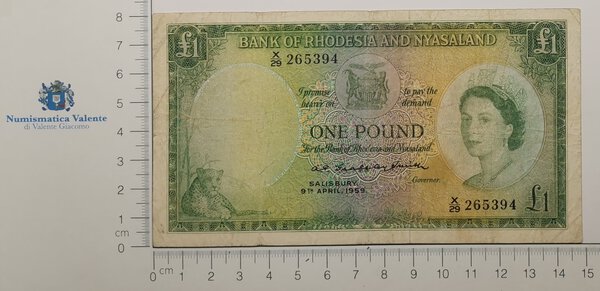 8
7
6
5
4
3
2
1
cm
0
Numismatica Valente
di Valente Giacomo
£1
BANK OF RHODESIA AND NYASALAND
£1
X/29 265394
I promise to pay the
bearer on demand
ONE POUND
For the Bank of Rhodesia and Nyasaland
SALISBURY,
9TH APRIL, 1959.
Governor.
X/29 265394
£1
0 cm 1 2 3 4 5 6 7 8 9 10 11 12 13 14 15